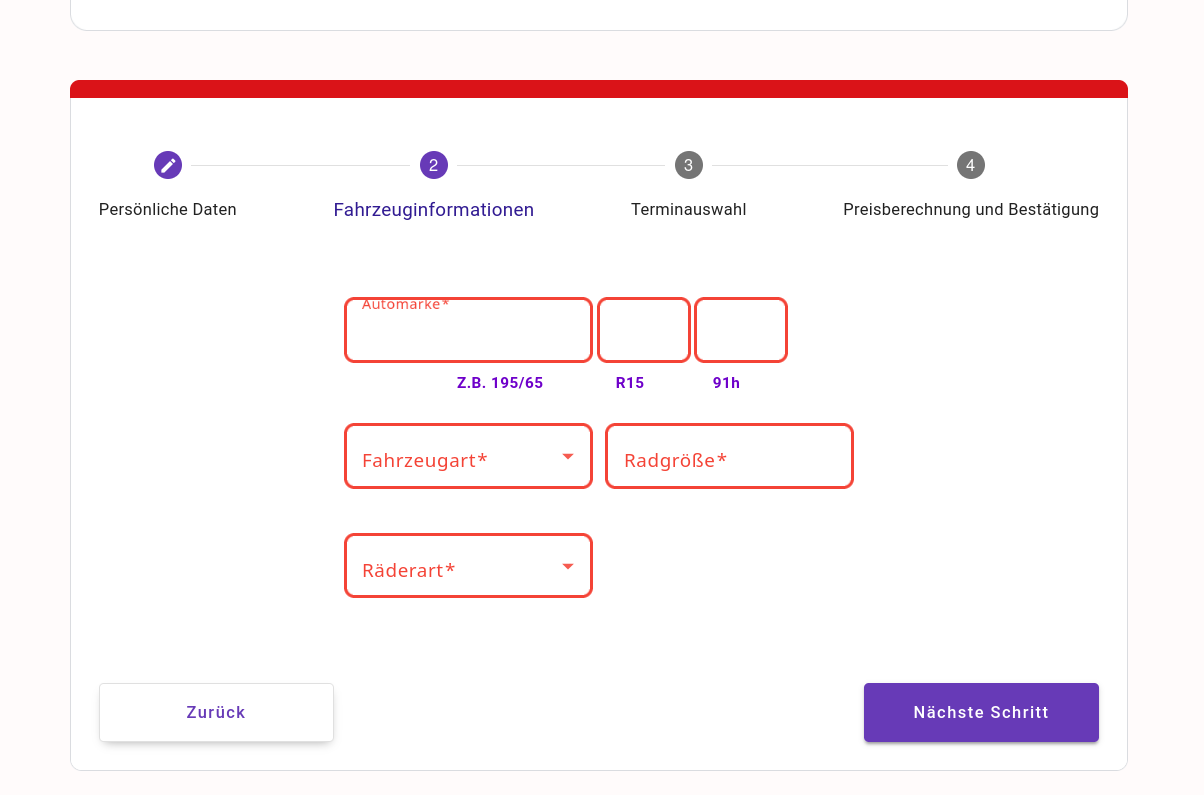 2
3
4
Persönliche Daten
Fahrzeuginformationen
Terminauswahl
Preisberechnung und Bestätigung
Automarke*
Z.B. 195/65
R15
91h
Fahrzeugart*
Radgröße*
Räderart*
Zurück
Nächste Schritt